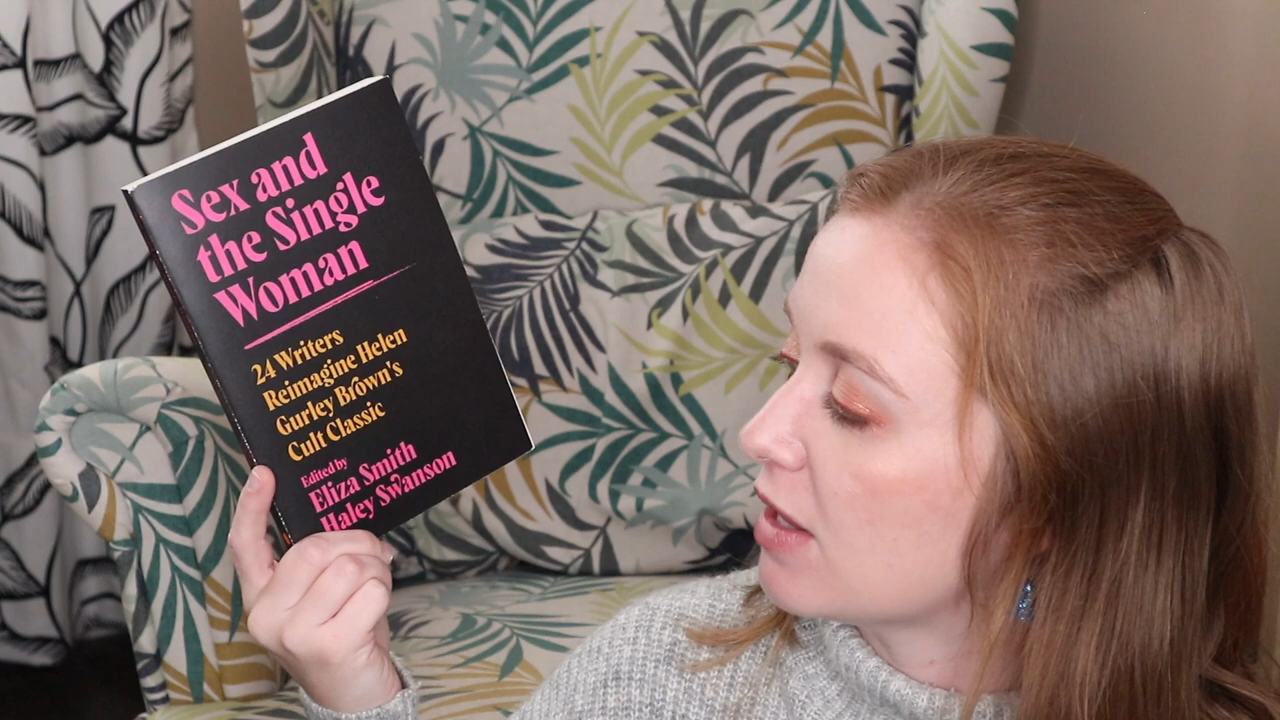 Sex and
the Single
Woman
24 Writers
Reimagine Helen
Gurley Brown's
Cult Classic
Edited by
Eliza Smith
Haley Swanson